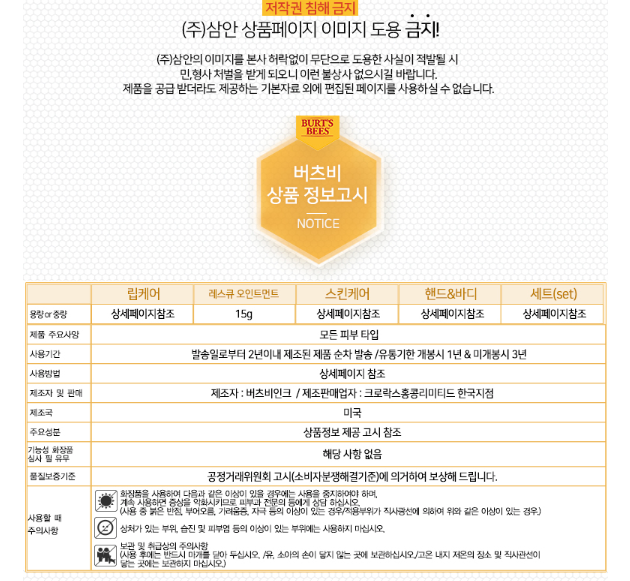 저작권 침해 금지
(주)삼안 상품페이지 이미지 도용 금지!
(주)삼안의 이미지를 본사 허락없이 무단으로 도용한 사실이 적발될 시
민,형사 처벌을 받게 되오니 이런 불상사 없으시길 바랍니다.
제품을 공급 받더라도 제공하는 기본자료 외에 편집된 페이지를 사용하실 수 없습니다.
BURT'S
BEES
버츠비
상품 정보고시
NOTICE
립케어 레스큐 오인트먼트 스킨케어 핸드&바디 세트(set)
용량 or 중량 상세페이지참조 15g 상세페이지참조 상세페이지참조 상세페이지참조
제품 주요사양 모든 피부 타입
사용기간 발송일로부터 2년이내 제조된 제품 순차 발송 /유통기한 개봉시 1년 & 미개봉시 3년
사용방법 상세페이지 참조
제조자 및 판매 제조자 : 버츠비인크 / 제조판매업자 : 크로락스홍콩리미티드 한국지점
제조국 미국
주요성분 상품정보 제공 고시 참조
기능성 화장품
심사 필 유무 해당 사항 없음
품질보증기준 공정거래위원회 고시(소비자분쟁해결기준)에 의거하여 보상해 드립니다.
사용할 때
주의사항
화장품을 사용하여 다음과 같은 이상이 있을 경우에는 사용을 중지하여야 하며,
계속 사용하면 증상을 악화시키므로 피부과 전문의 등에게 상담 하십시오.
(사용 중 붉은 반점, 부어오름, 가려움증, 자극 등의 이상이 있는 경우/적용부위가 직사광선에 의하여 위와 같은 이상이 있는 경우.)
상처가 있는 부위, 습진 및 피부염 등의 이상이 있는 부위에는 사용하지 마십시오.
보관 및 취급상의 주의사항
(사용 후에는 반드시 마개를 닫아 두십시오. /유, 소아의 손이 닿지 않는 곳에 보관하십시오./고온 내지 저온의 장소 및 직사광선이
닿는 곳에는 보관하지 마십시오.)